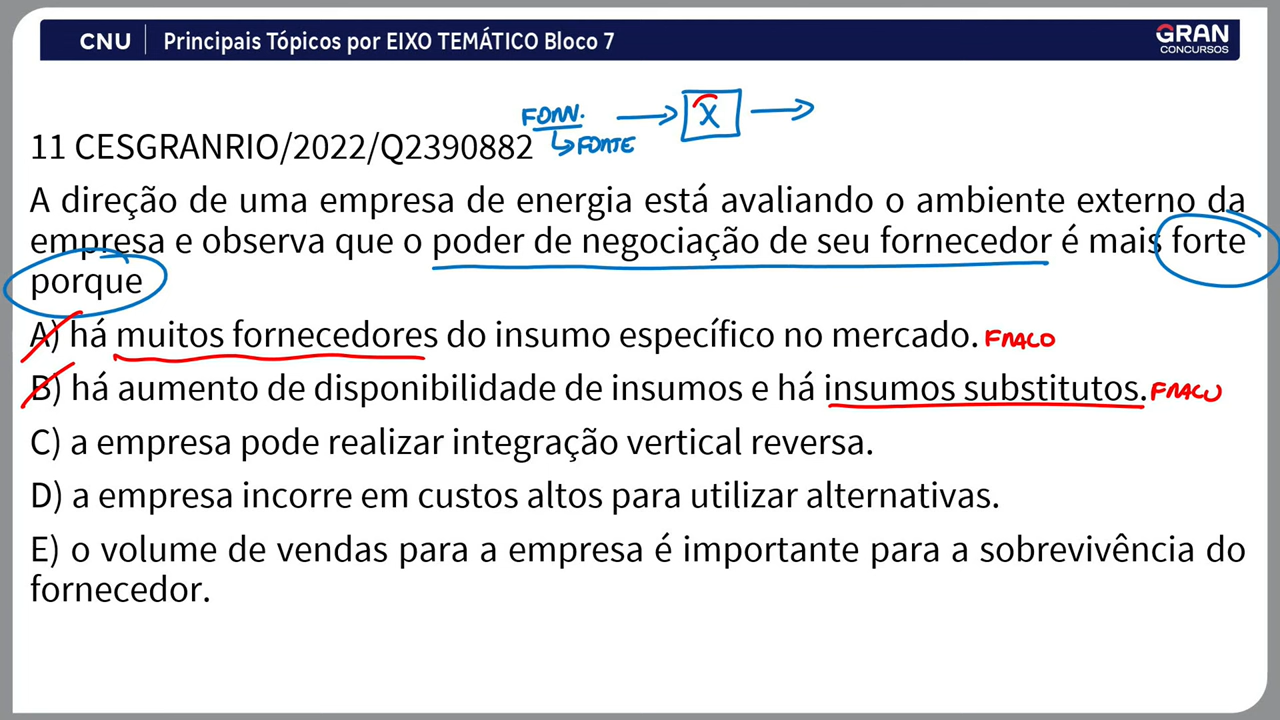 CNU | Principais Tópicos por EIXO TEMÁTICO Bloco 7
GRAN
CONCURSOS
FORN. → X →
↳ FORTE
11 CESGRANRIO/2022/Q2390882
A direção de uma empresa de energia está avaliando o ambiente externo da
empresa e observa que o poder de negociação de seu fornecedor é mais forte
porque
A) há muitos fornecedores do insumo específico no mercado. FRACO
B) há aumento de disponibilidade de insumos e há insumos substitutos. FRACO
C) a empresa pode realizar integração vertical reversa.
D) a empresa incorre em custos altos para utilizar alternativas.
E) o volume de vendas para a empresa é importante para a sobrevivência do
fornecedor.